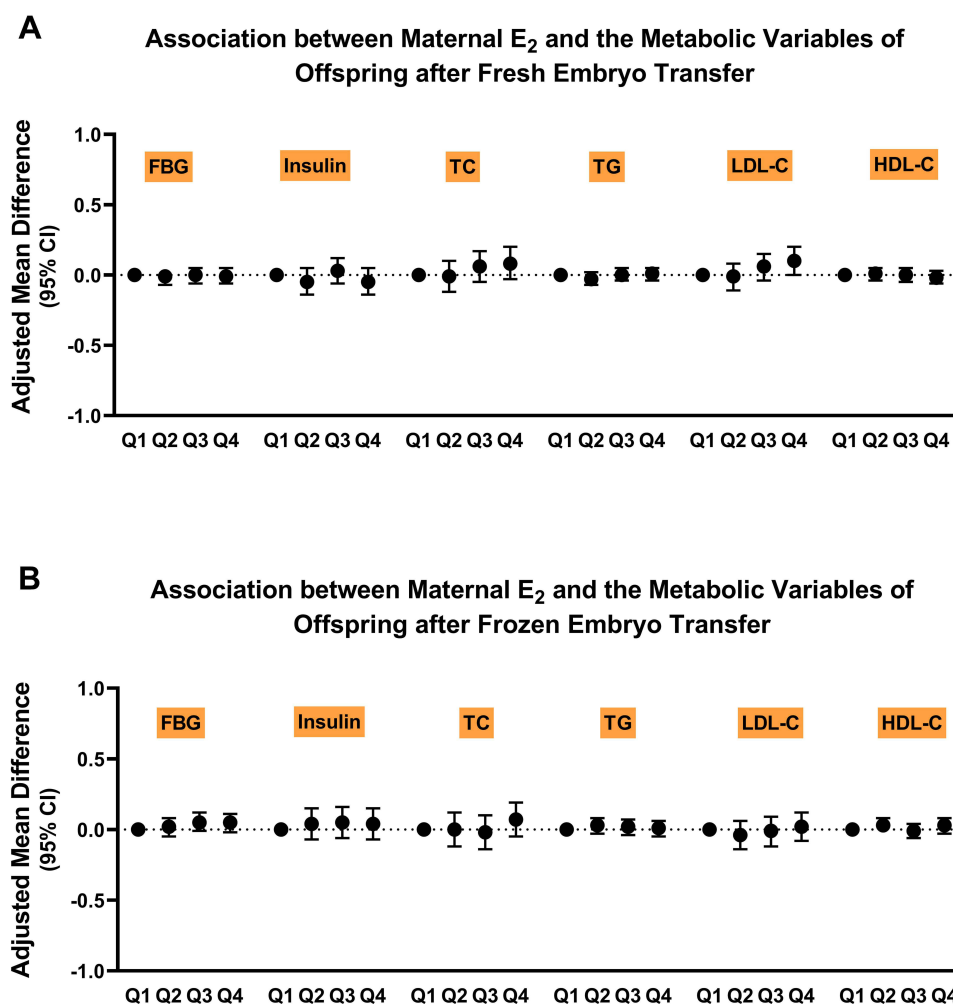 A
Association between Maternal E₂ and the Metabolic Variables of
Offspring after Fresh Embryo Transfer
Adjusted Mean Difference
(95% CI)
1.0
0.5
0.0
-0.5
-1.0
FBG Insulin TC TG LDL-C HDL-C
Q1 Q2 Q3 Q4 Q1 Q2 Q3 Q4 Q1 Q2 Q3 Q4 Q1 Q2 Q3 Q4 Q1 Q2 Q3 Q4 Q1 Q2 Q3 Q4
B
Association between Maternal E₂ and the Metabolic Variables of
Offspring after Frozen Embryo Transfer
Adjusted Mean Difference
(95% CI)
1.0
0.5
0.0
-0.5
-1.0
FBG Insulin TC TG LDL-C HDL-C
Q1 Q2 Q3 Q4 Q1 Q2 Q3 Q4 Q1 Q2 Q3 Q4 Q1 Q2 Q3 Q4 Q1 Q2 Q3 Q4 Q1 Q2 Q3 Q4